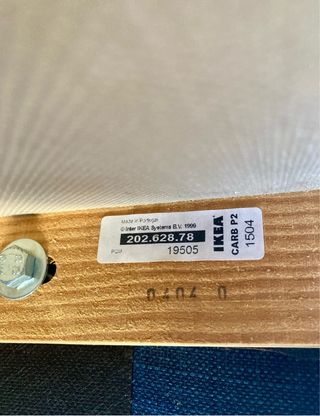 Made in Portugal
© Inter IKEA Systems B.V. 1999
202.628.78
19505
IKEA
CARB P2
1504
0404 0